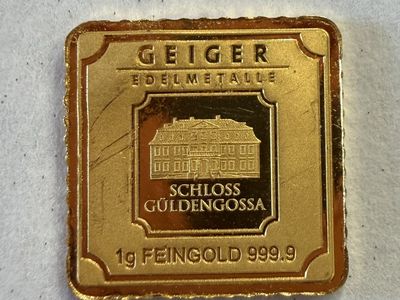 GEIGER
EDELMETALLE
SCHLOSS
GÜLDENGOSSA
1g FEINGOLD 999.9